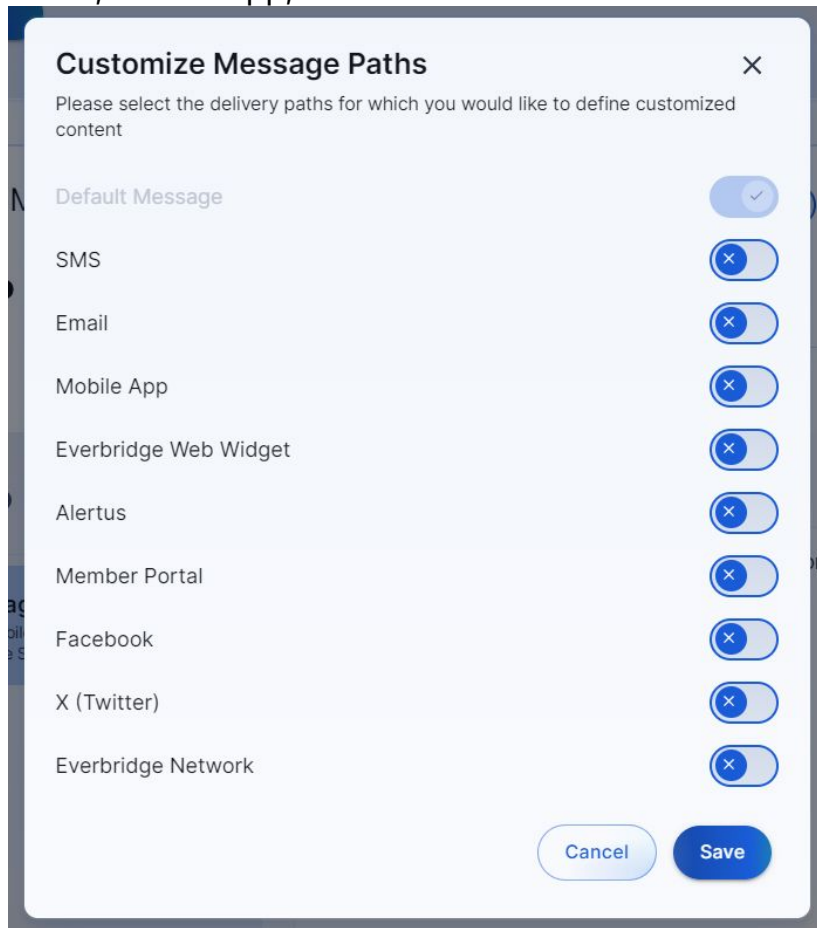 Customize Message Paths
Please select the delivery paths for which you would like to define customized
content
Default Message
SMS
Email
Mobile App
Everbridge Web Widget
Alertus
Member Portal
Facebook
X (Twitter)
Everbridge Network
Cancel
Save